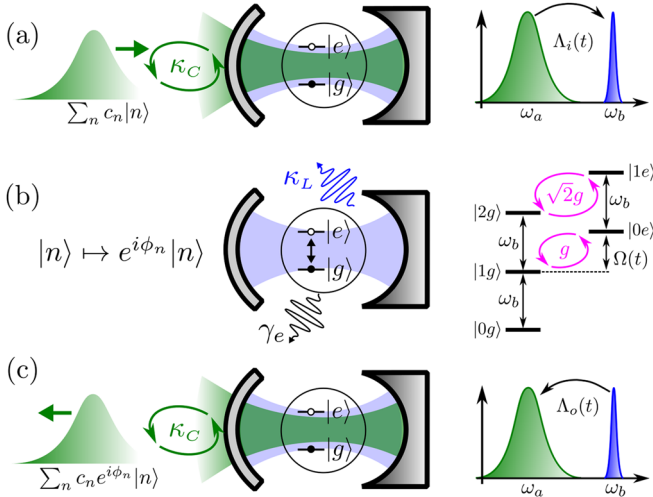 (a)
κ_C
∑_n c_n|n⟩
|e⟩
|g⟩
Λ_i(t)
ω_a
ω_b
(b)
|n⟩ ↦ e^{iϕ_n}|n⟩
κ_L
|e⟩
|g⟩
γ_e
|1e⟩
√2g
|2g⟩
ω_b
|0e⟩
ω_b
g
Ω(t)
|1g⟩
ω_b
|0g⟩
(c)
κ_C
∑_n c_n e^{iϕ_n}|n⟩
|e⟩
|g⟩
Λ_o(t)
ω_a
ω_b